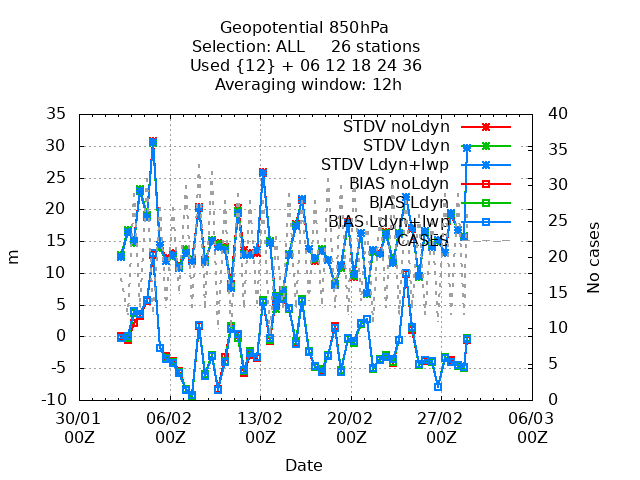 Geopotential 850hPa
Selection: ALL 26 stations
Used {12} + 06 12 18 24 36
Averaging window: 12h
35 40
STDV noLdyn
STDV Ldyn
30 35
STDV Ldyn+lwp
BIAS noLdyn
25 30
BIAS Ldyn
BIAS Ldyn+lwp
20 25
CASES
15 20
10 15
5 10
0 5
-5 0
-10
m
No cases
30/01 06/02 13/02 20/02 27/02 06/03
00Z 00Z 00Z 00Z 00Z 00Z
Date